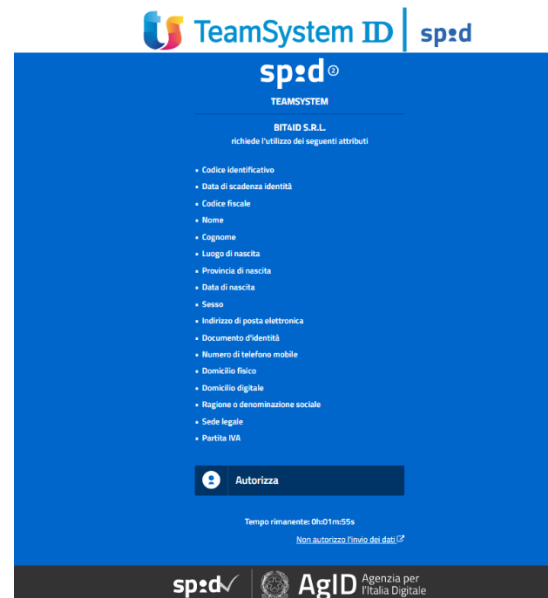 TeamSystem ID | spid
spid 2
TEAMSYSTEM
BIT4ID S.R.L.
richiede l'utilizzo dei seguenti attributi
• Codice identificativo
• Data di scadenza identità
• Codice fiscale
• Nome
• Cognome
• Luogo di nascita
• Provincia di nascita
• Data di nascita
• Sesso
• Indirizzo di posta elettronica
• Documento d'identità
• Numero di telefono mobile
• Domicilio fisico
• Domicilio digitale
• Ragione o denominazione sociale
• Sede legale
• Partita IVA
Autorizza
Tempo rimanente: 0h:01m:55s
Non autorizzo l'invio dei dati
spid AgID Agenzia per
l'Italia Digitale